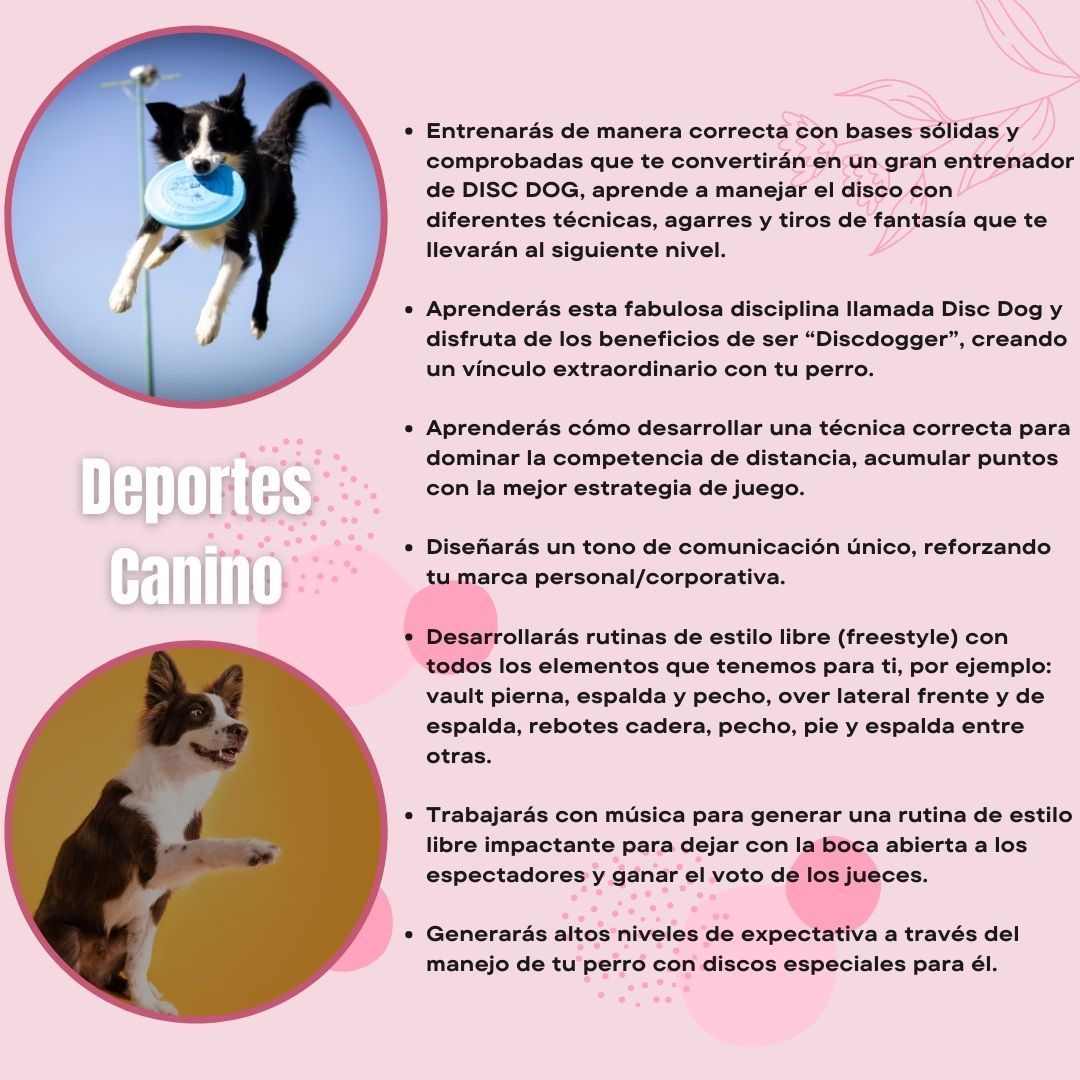 Deportes
Canino
• Entrenarás de manera correcta con bases sólidas y
comprobadas que te convertirán en un gran entrenador
de DISC DOG, aprende a manejar el disco con
diferentes técnicas, agarres y tiros de fantasía que te
llevarán al siguiente nivel.
• Aprenderás esta fabulosa disciplina llamada Disc Dog y
disfruta de los beneficios de ser “Discdogger”, creando
un vínculo extraordinario con tu perro.
• Aprenderás cómo desarrollar una técnica correcta para
dominar la competencia de distancia, acumular puntos
con la mejor estrategia de juego.
• Diseñarás un tono de comunicación único, reforzando
tu marca personal/corporativa.
• Desarrollarás rutinas de estilo libre (freestyle) con
todos los elementos que tenemos para ti, por ejemplo:
vault pierna, espalda y pecho, over lateral frente y de
espalda, rebotes cadera, pecho, pie y espalda entre
otras.
• Trabajarás con música para generar una rutina de estilo
libre impactante para dejar con la boca abierta a los
espectadores y ganar el voto de los jueces.
• Generarás altos niveles de expectativa a través del
manejo de tu perro con discos especiales para él.